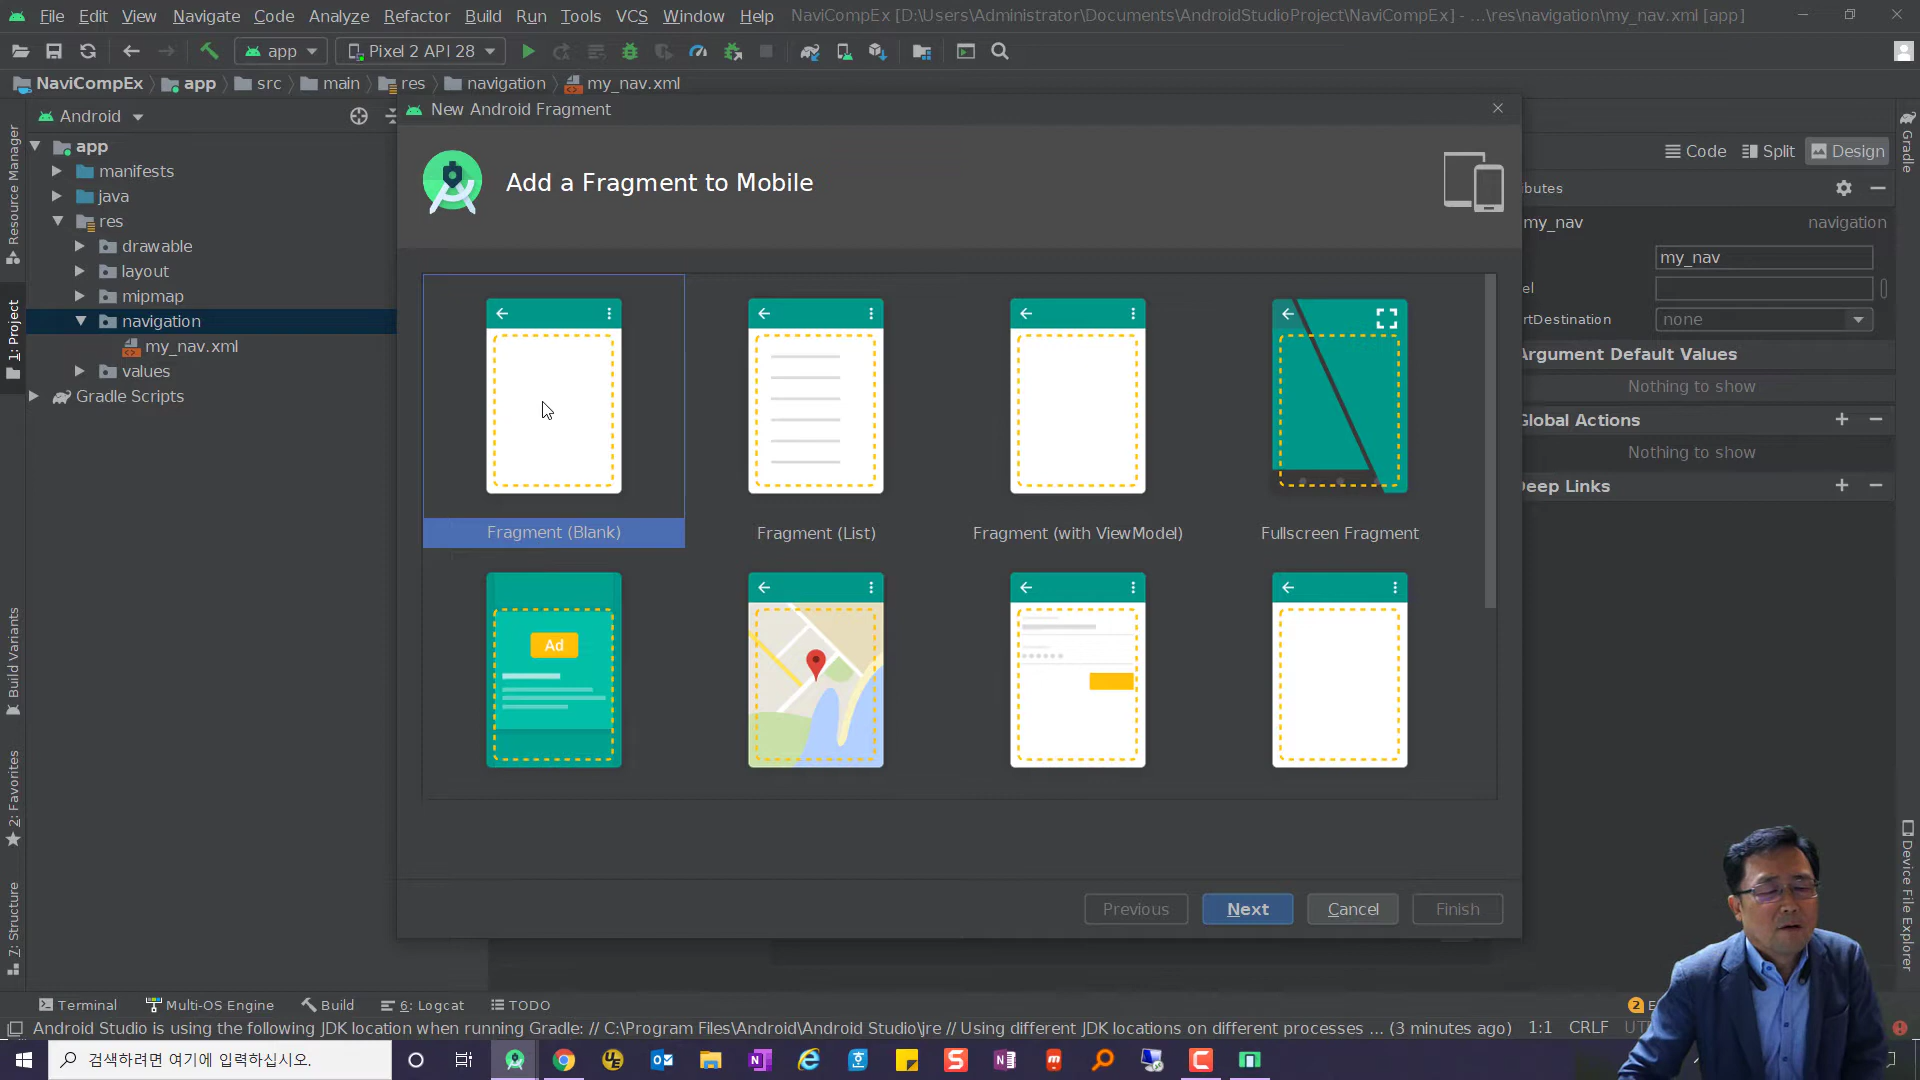 File Edit View Navigate Code Analyze Refactor Build Run Tools VCS Window Help NaviCompEx [D:\Users\Administrator\Documents\AndroidStudioProject\NaviCompEx] - ...\res\navigation\my_nav.xml [app]
app Pixel 2 API 28
NaviCompEx app src main res navigation my_nav.xml
New Android Fragment
Android
Add a Fragment to Mobile
Code Split Design
app
manifests
java
res
drawable
layout
mipmap
navigation
my_nav.xml
values
Gradle Scripts
my_nav navigation
my_nav
none
Argument Default Values
Nothing to show
Global Actions
Nothing to show
Deep Links
Fragment (Blank) Fragment (List) Fragment (with ViewModel) Fullscreen Fragment
Ad
Previous Next Cancel Finish
Resource Manager
1: Project
Build Variants
2: Favorites
7: Structure
Gradle
Device File Explorer
Terminal Multi-OS Engine Build 6: Logcat TODO
2
Android Studio is using the following JDK location when running Gradle: // C:\Program Files\Android\Android Studio\jre // Using different JDK locations on different processes ... (3 minutes ago) 1:1 CRLF
검색하려면 여기에 입력하십시오.